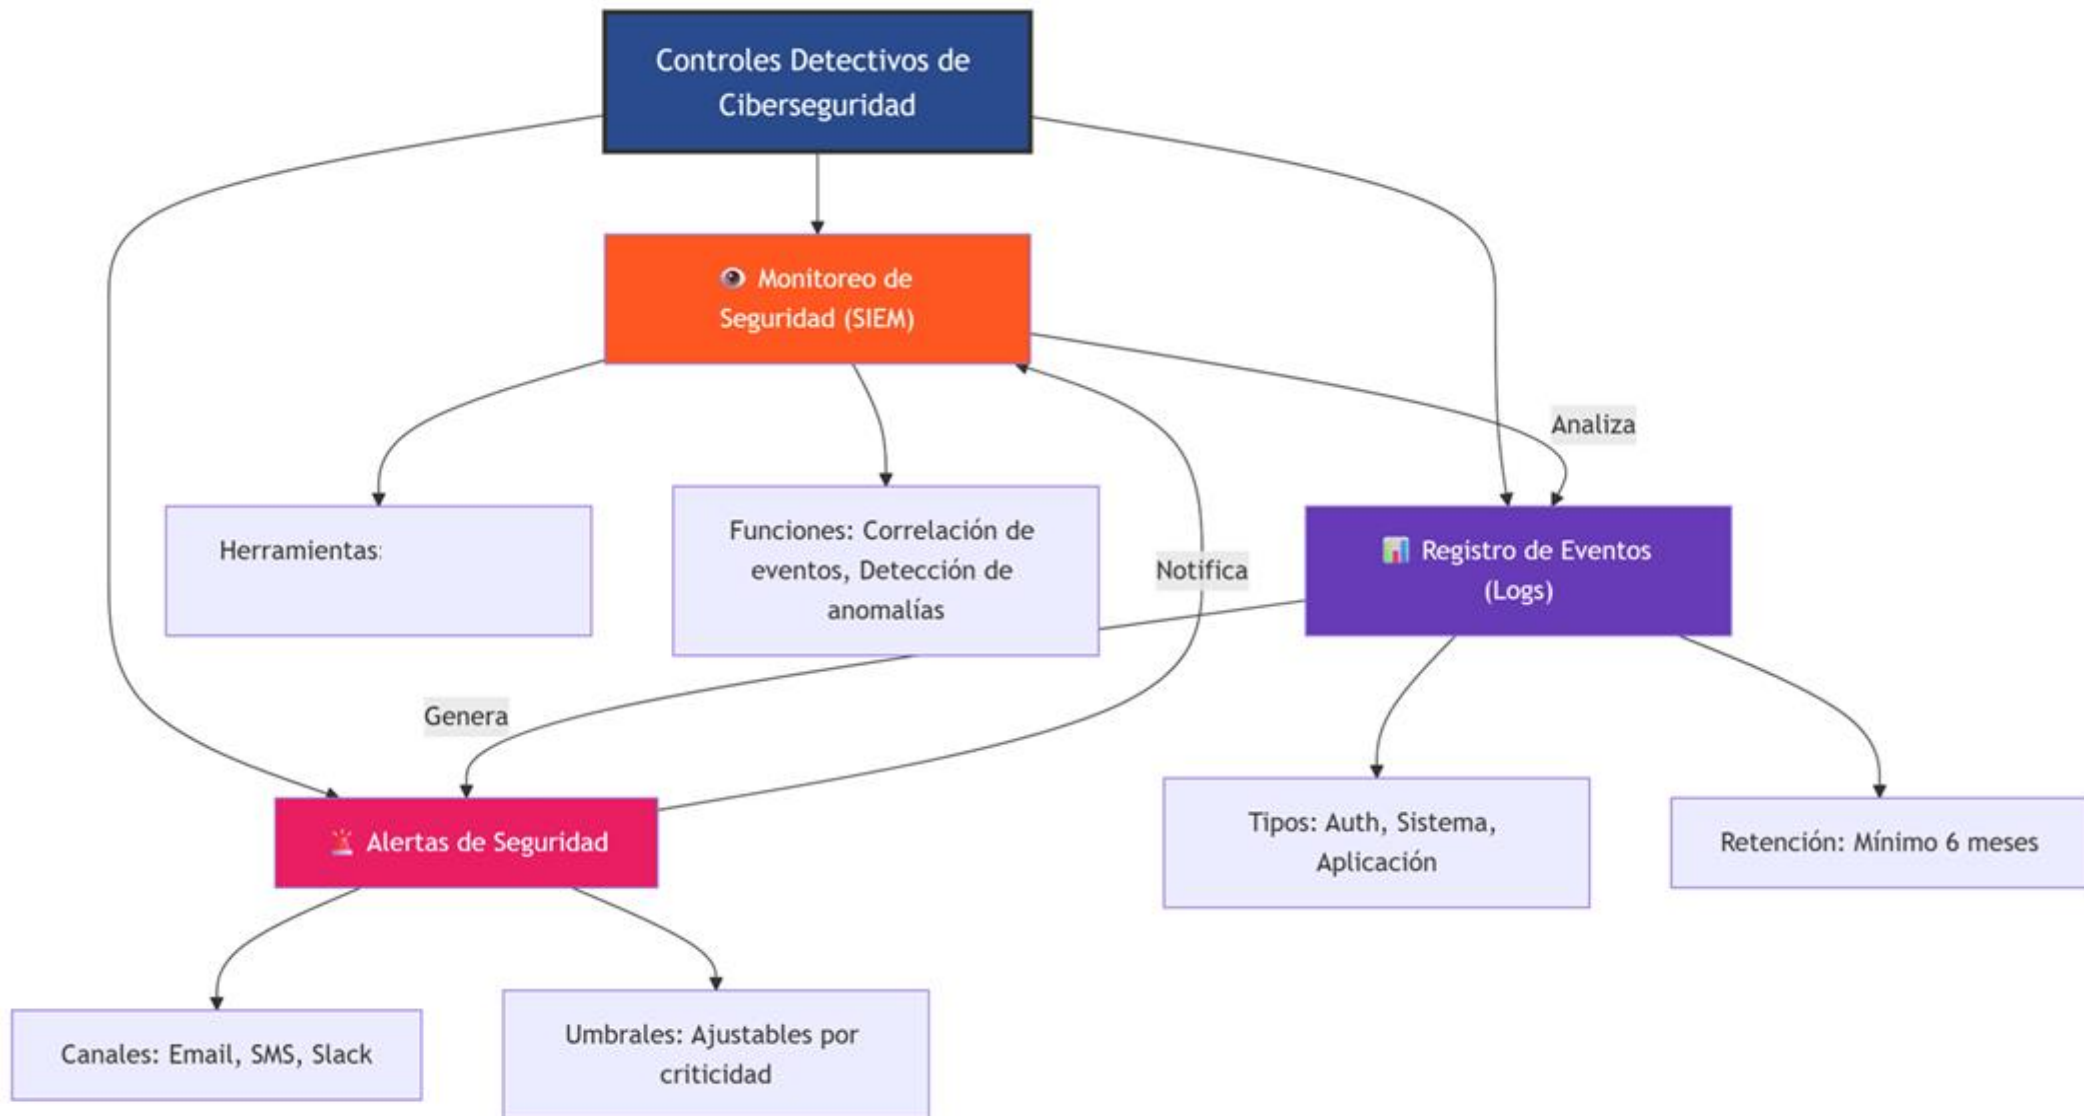 Controles Detectivos de
Ciberseguridad
👁 Monitoreo de
Seguridad (SIEM)
Analiza
Herramientas:
Funciones: Correlación de
eventos, Detección de
anomalías
Notifica
📊 Registro de Eventos
(Logs)
Genera
🚨 Alertas de Seguridad
Tipos: Auth, Sistema,
Aplicación
Retención: Mínimo 6 meses
Canales: Email, SMS, Slack
Umbrales: Ajustables por
criticidad